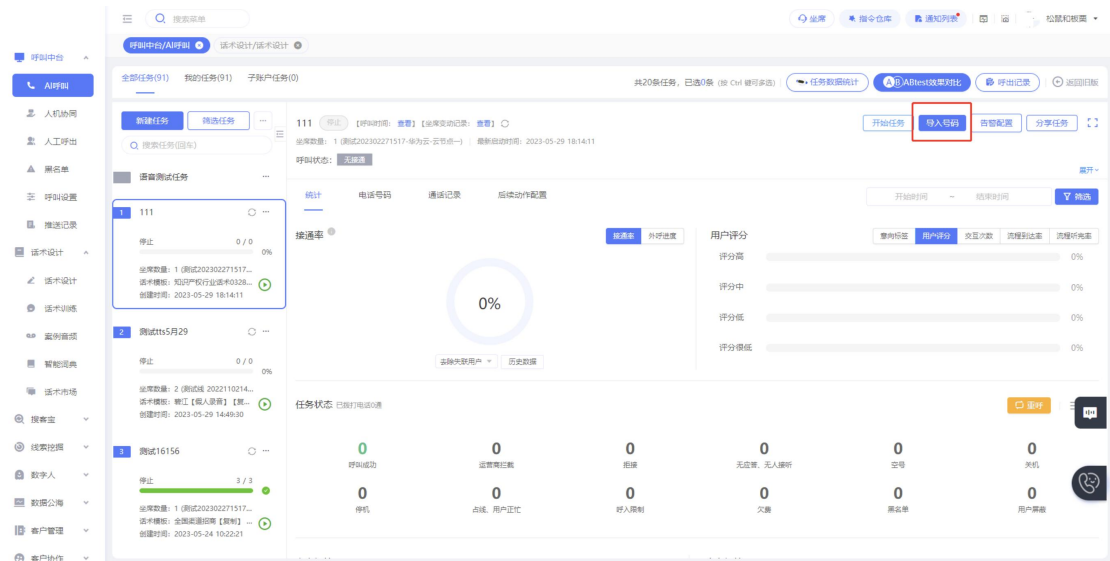 搜索菜单
坐席
指令仓库
通知列表
松鼠和板栗
呼叫中台
AI呼叫
人机协同
人工呼出
黑名单
呼叫设置
推送记录
话术设计
话术设计
话术训练
案例音频
智能词典
话术市场
搜客宝
线索挖掘
数字人
数据公海
客户管理
客户协作
呼叫中台/AI呼叫
话术设计/话术设计
全部任务(91) 我的任务(91) 子账户任务(0)
共20条任务，已选0条 (按 Ctrl 键可多选)
任务数据统计
ABtest效果对比
呼出记录
返回旧版
新建任务
筛选任务
搜索任务(回车)
语音测试任务
1 111
停止 0 / 0
0%
坐席数量: 1 (测试202302271517...
话术模板: 知识产权行业话术0328...
创建时间: 2023-05-29 18:14:11
2 测试tts5月29
停止 0 / 0
0%
坐席数量: 2 (测试线 2022110214...
话术模板: 转江【假人录音】【复...
创建时间: 2023-05-29 14:49:30
3 测试16156
停止 3 / 3
坐席数量: 1 (测试202302271517...
话术模板: 全国渠道招商【复制】 ...
创建时间: 2023-05-24 10:22:21
111 停止 【呼叫时间: 查看】【坐席变动记录: 查看】
开始任务
导入号码
告警配置
分享任务
坐席数量: 1 (测试202302271517-华为云-云节点一) | 最新启动时间: 2023-05-29 18:14:11
呼叫状态: 无接通
展开
统计 电话号码 通话记录 后续动作配置
开始时间 ~ 结束时间
筛选
接通率
接通率 外呼进度
0%
去除失联用户
历史数据
用户评分
意向标签 用户评分 交互次数 流程到达率 流程听完率
评分高 0%
评分中 0%
评分低 0%
评分很低 0%
任务状态 已拨打电话0通
重呼
0 0 0 0 0 0
呼叫成功 运营商拦截 拒接 无应答、无人接听 空号 关机
0 0 0 0 0 0
停机 占线、用户正忙 呼入限制 欠费 黑名单 用户屏蔽